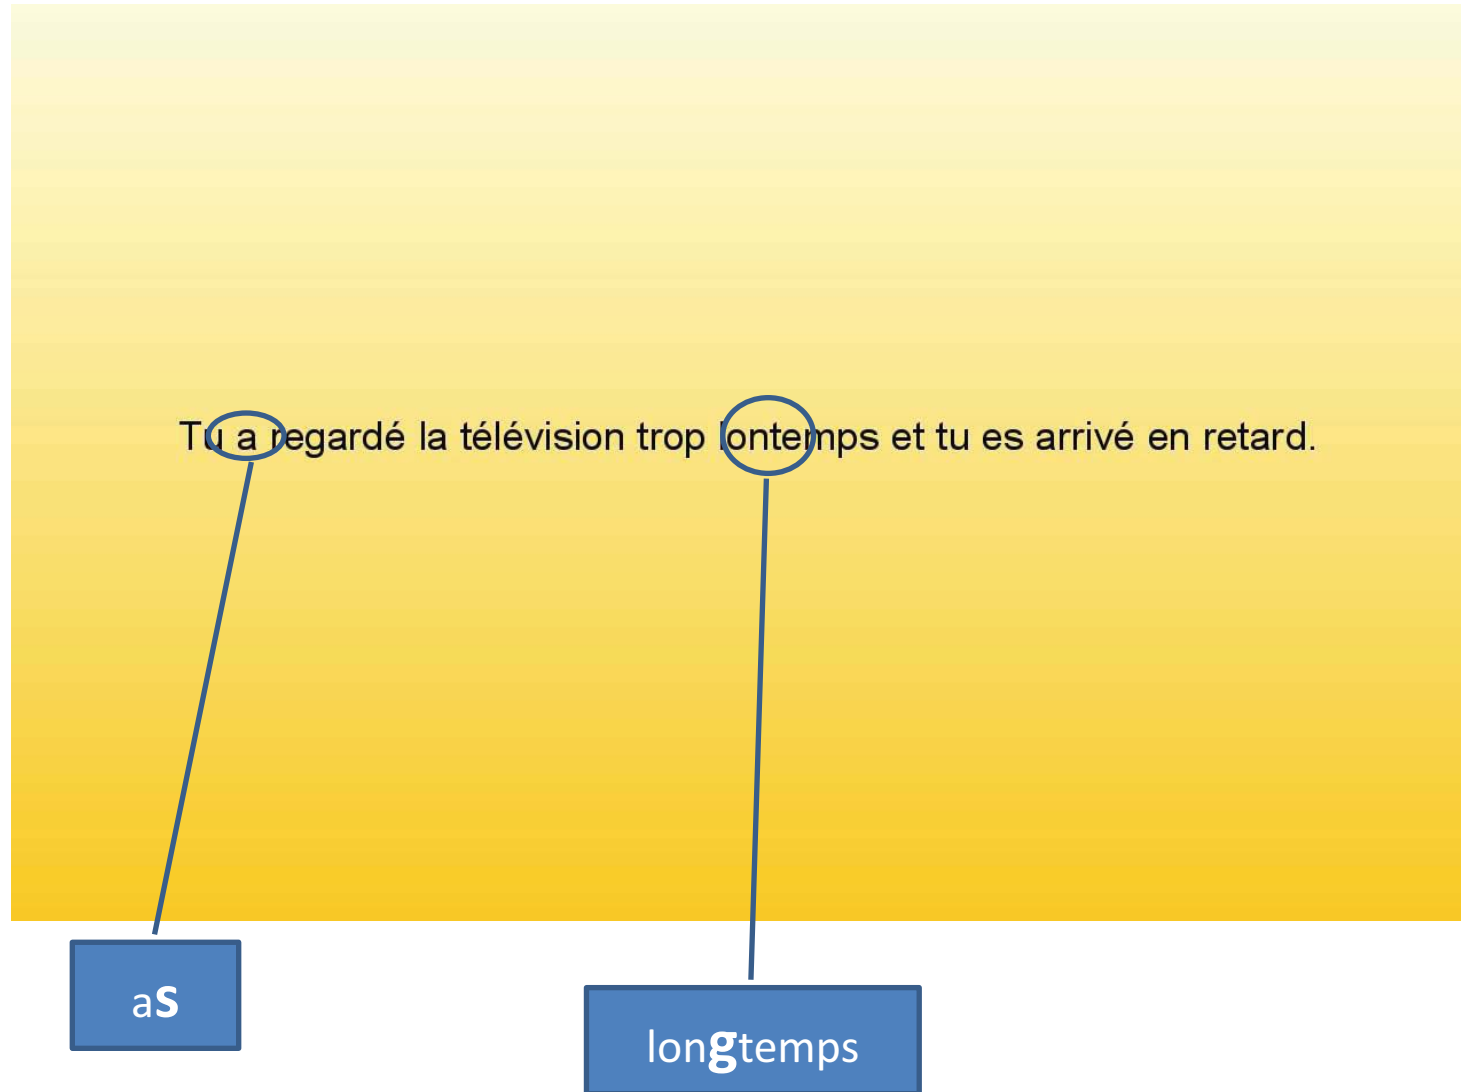 Tu a regardé la télévision trop lontemps et tu es arrivé en retard.
as
longtemps